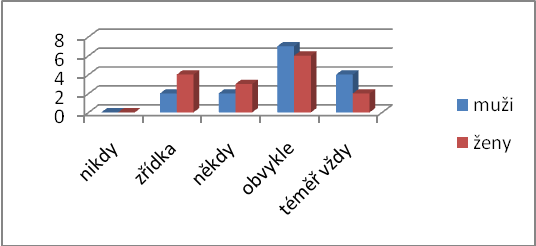 8
6
4
2
0
nikdy
zřídka
někdy
obvykle
téměř vždy
muži
ženy